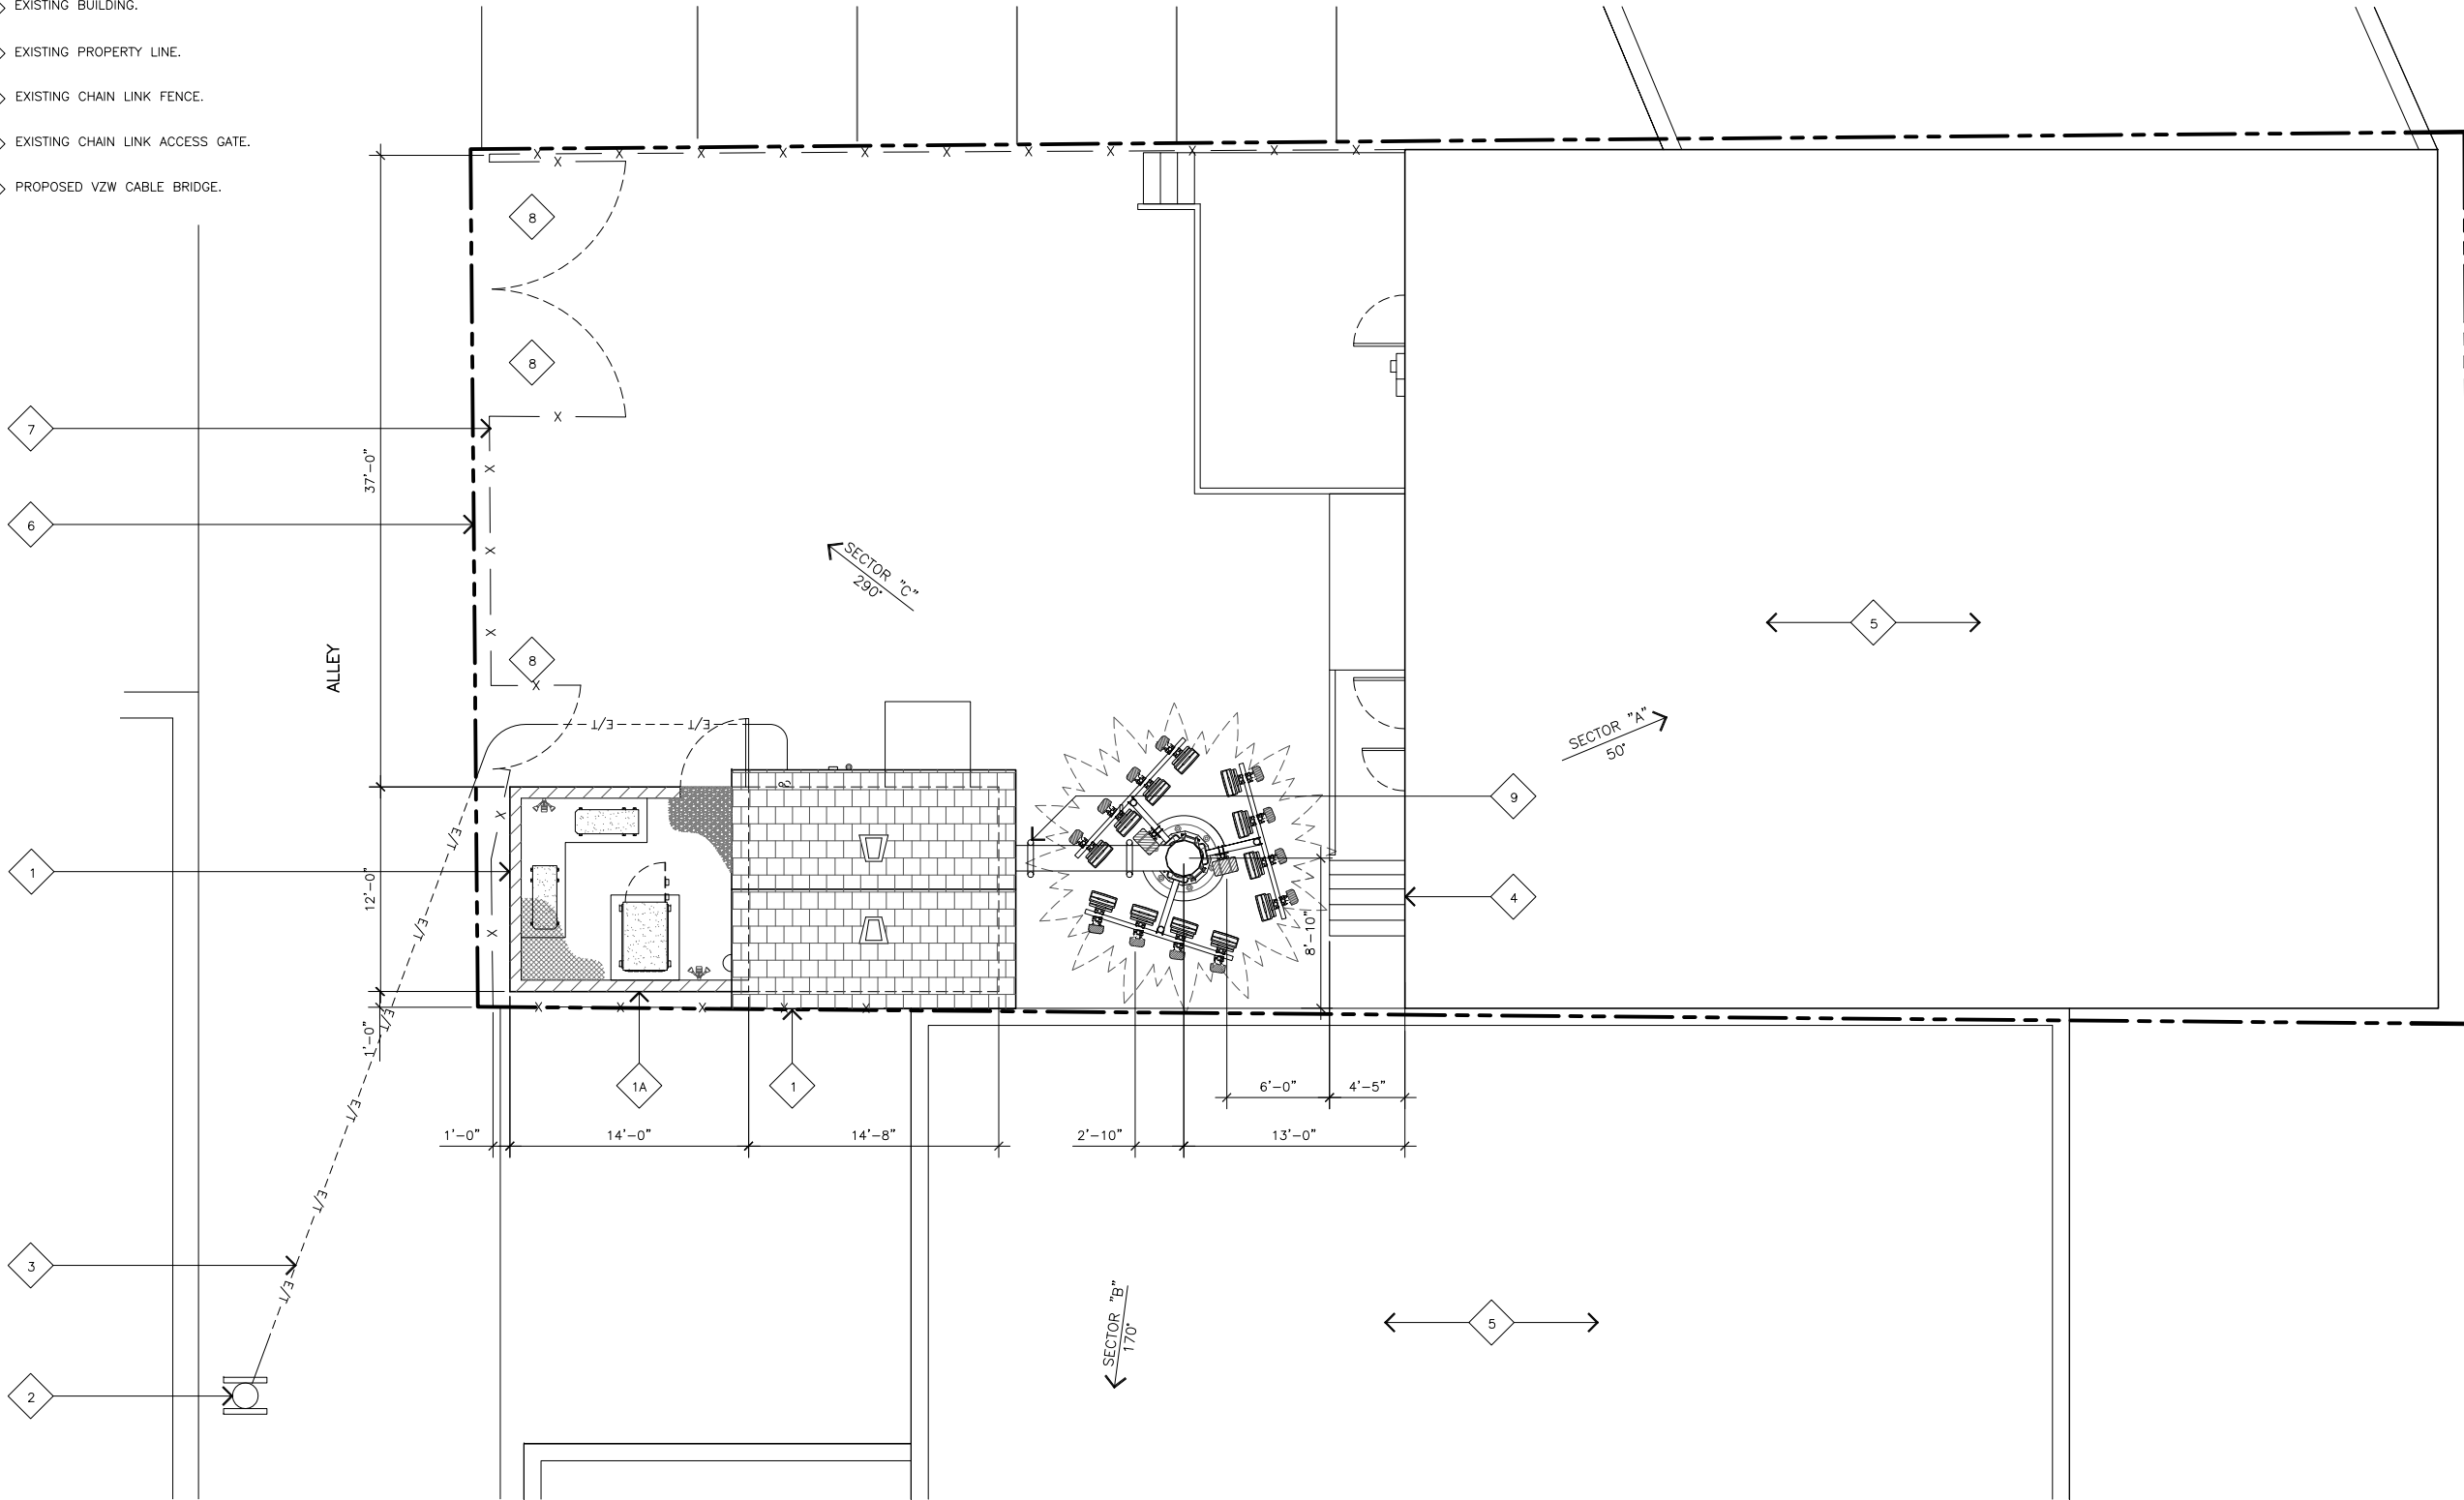 EXISTING BUILDING.
EXISTING PROPERTY LINE.
EXISTING CHAIN LINK FENCE.
EXISTING CHAIN LINK ACCESS GATE.
PROPOSED VZW CABLE BRIDGE.
X X X X X X X X X X X
X
8
8
X
7
37'-0"
X
6
X
SECTOR "C"
290°
X
ALLEY
8
X
5
SECTOR "A"
50°
E/T E/T
8'
9
X
E/T
1
12'-0"
4
X
E/T
8'-10"
X X X X X
E/T
1'-0"
1A
1
6'-0" 4'-5"
E/T
1'-0" 14'-0" 14'-8" 2'-10" 13'-0"
E/T
3
E/T
SECTOR "B"
170°
5
2